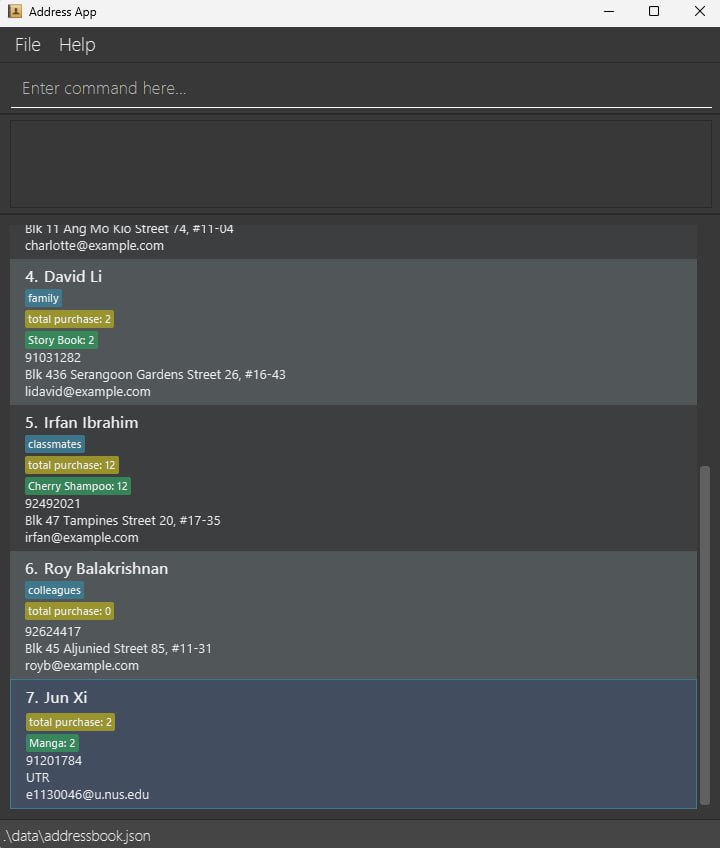 Address App
File Help
Enter command here...
Blk 11 Ang Mo Kio Street 74, #11-04
charlotte@example.com
4. David Li
family
total purchase: 2
Story Book: 2
91031282
Blk 436 Serangoon Gardens Street 26, #16-43
lidavid@example.com
5. Irfan Ibrahim
classmates
total purchase: 12
Cherry Shampoo: 12
92492021
Blk 47 Tampines Street 20, #17-35
irfan@example.com
6. Roy Balakrishnan
colleagues
total purchase: 0
92624417
Blk 45 Aljunied Street 85, #11-31
royb@example.com
7. Jun Xi
total purchase: 2
Manga: 2
91201784
UTR
e1130046@u.nus.edu
.\data\addressbook.json